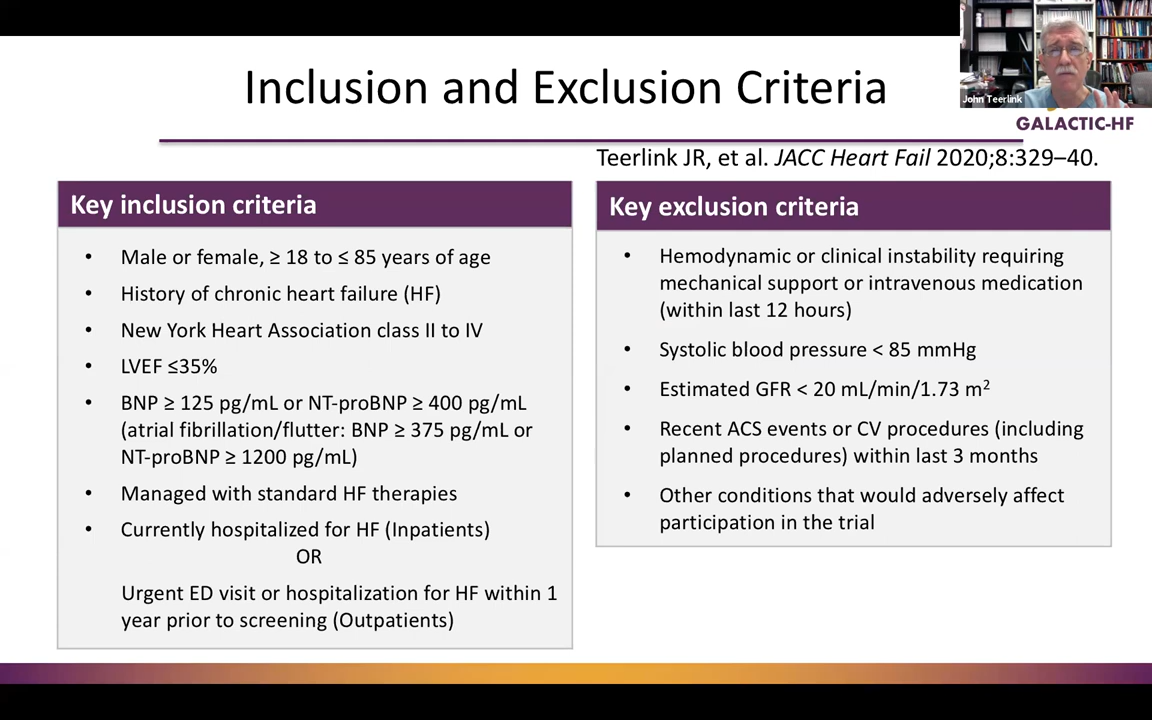 Inclusion and Exclusion Criteria
John Teerlink
GALACTIC-HF
Teerlink JR, et al. JACC Heart Fail 2020;8:329–40.
Key inclusion criteria
• Male or female, ≥ 18 to ≤ 85 years of age
• History of chronic heart failure (HF)
• New York Heart Association class II to IV
• LVEF ≤35%
• BNP ≥ 125 pg/mL or NT-proBNP ≥ 400 pg/mL
(atrial fibrillation/flutter: BNP ≥ 375 pg/mL or
NT-proBNP ≥ 1200 pg/mL)
• Managed with standard HF therapies
• Currently hospitalized for HF (Inpatients)
OR
Urgent ED visit or hospitalization for HF within 1
year prior to screening (Outpatients)
Key exclusion criteria
• Hemodynamic or clinical instability requiring
mechanical support or intravenous medication
(within last 12 hours)
• Systolic blood pressure < 85 mmHg
• Estimated GFR < 20 mL/min/1.73 m²
• Recent ACS events or CV procedures (including
planned procedures) within last 3 months
• Other conditions that would adversely affect
participation in the trial